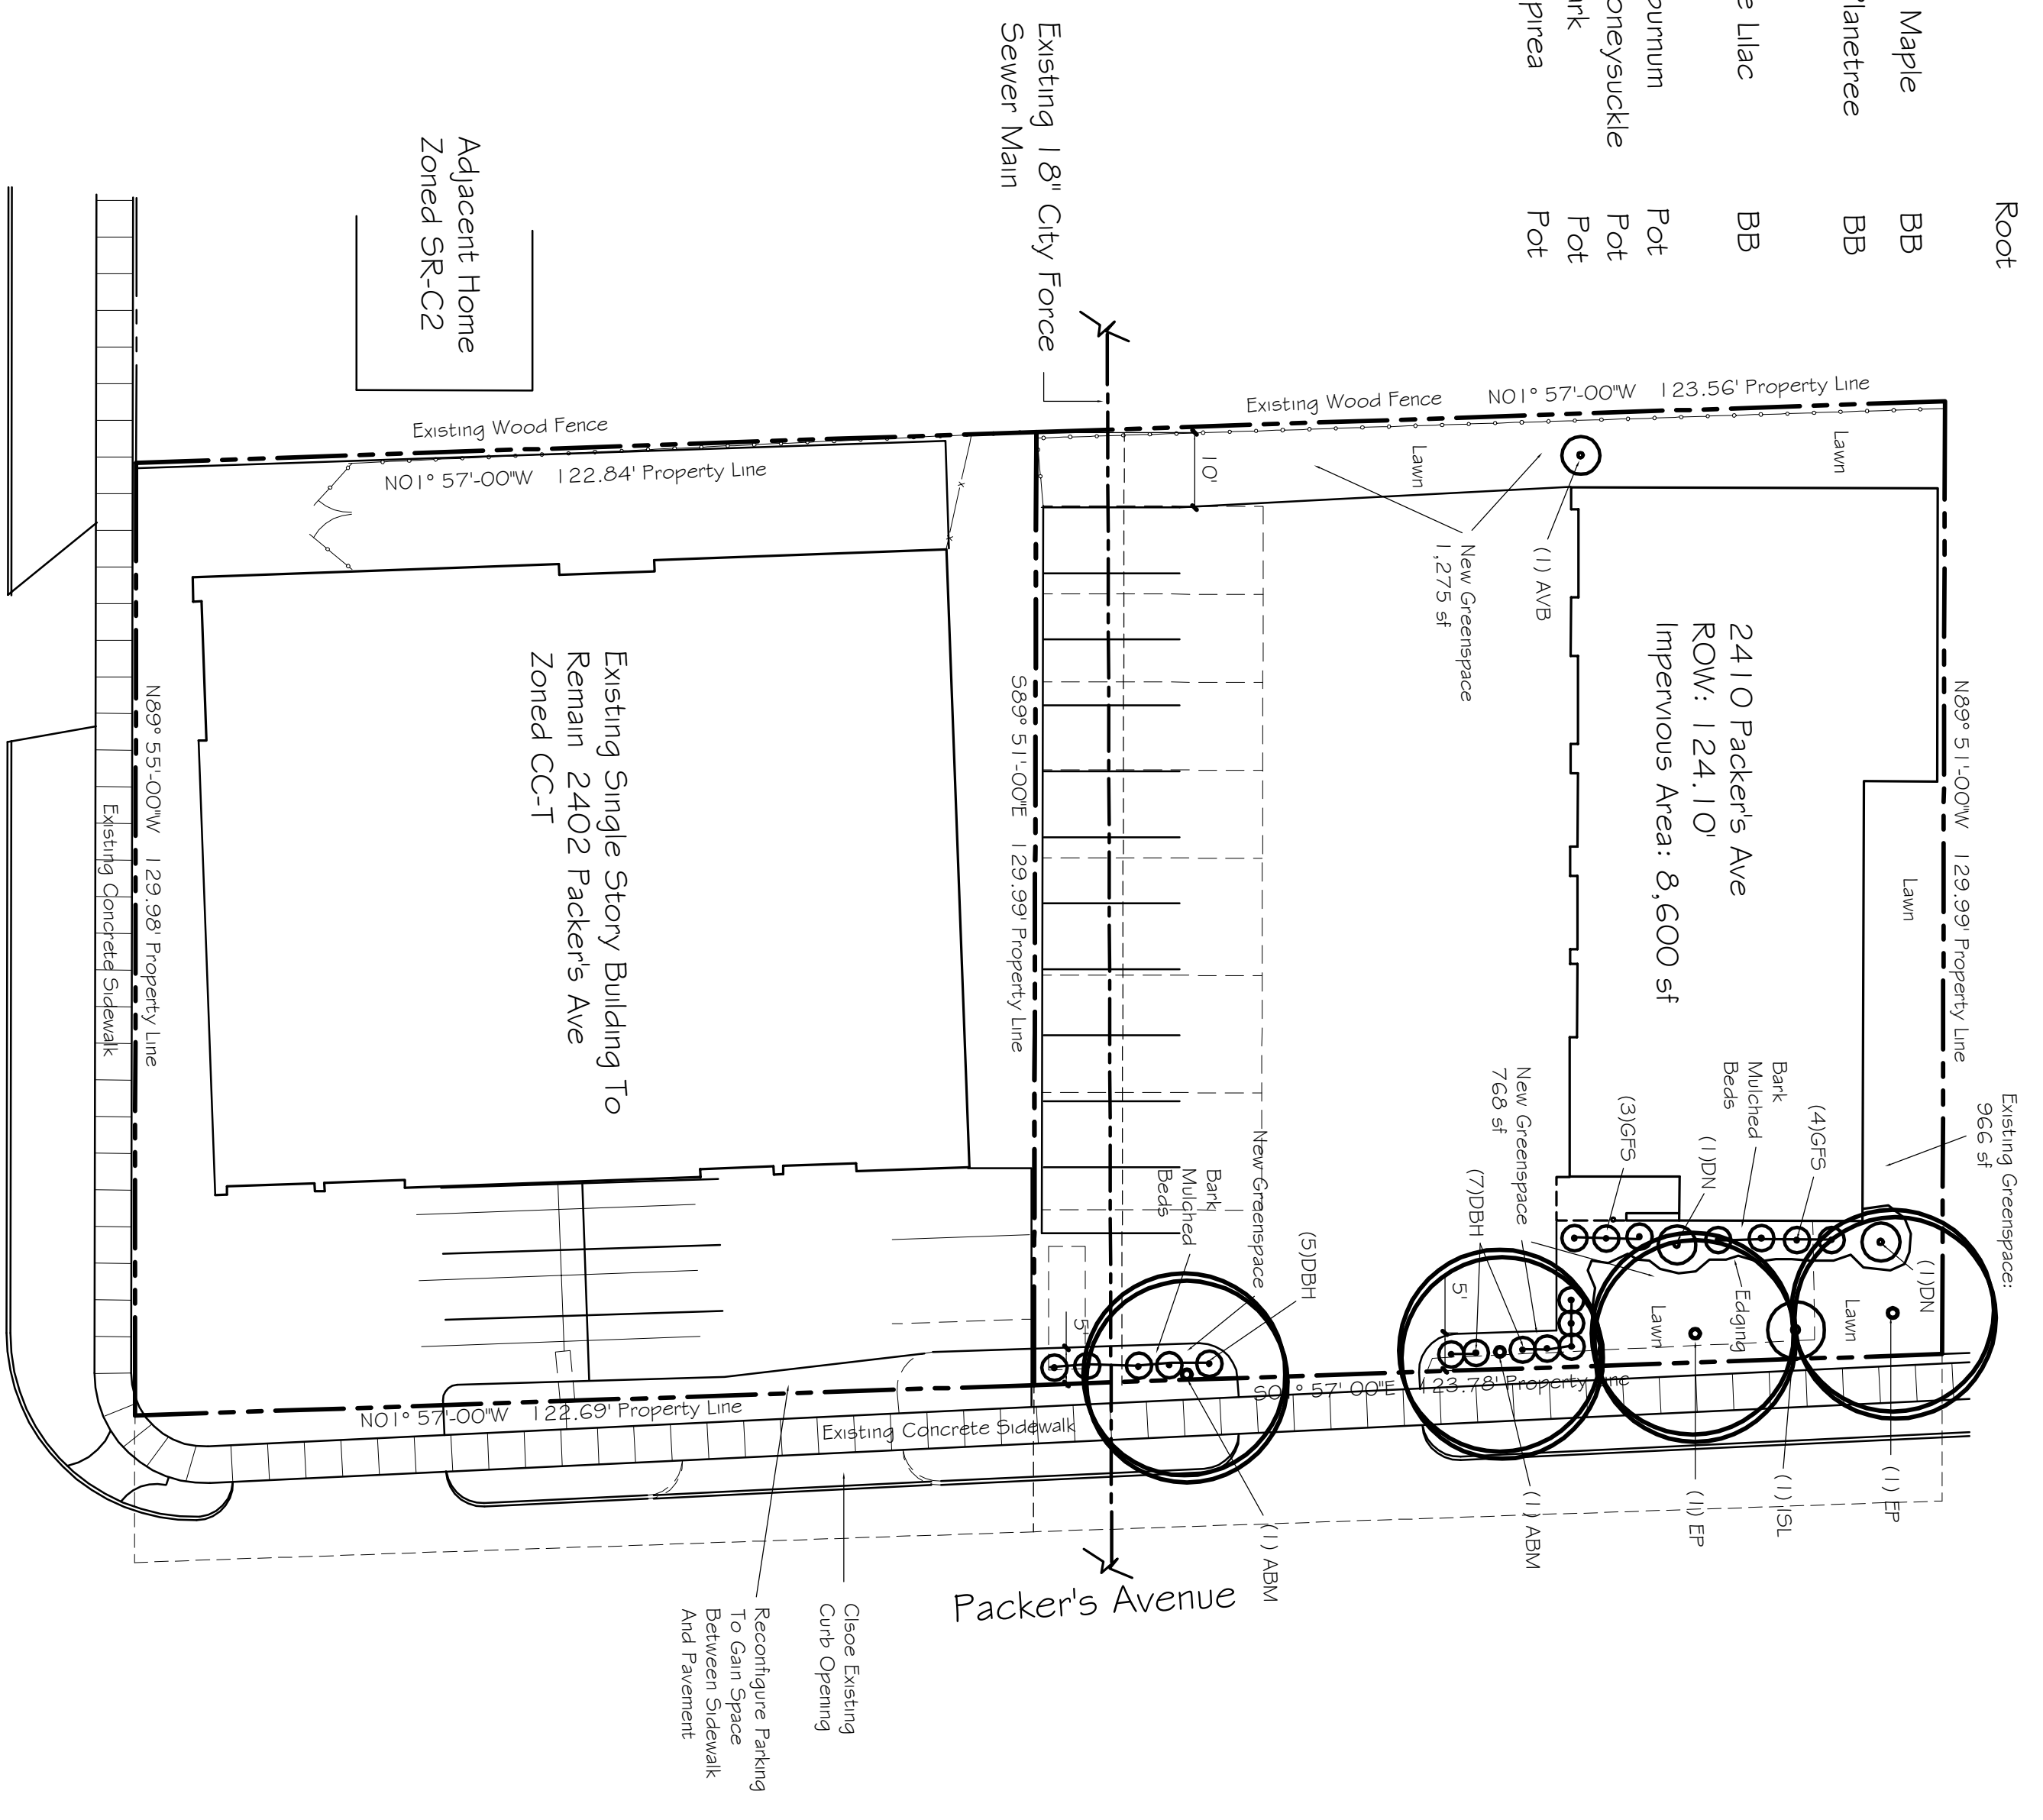 Root
Maple BB
Planetree BB
Lilac BB
Pot
oneysuckle Pot
Pot
Pot
Existing 18" City Force
Sewer Main
Adjacent Home
Zoned SR-C2
Existing Wood Fence
N01° 57'-00"W 123.56' Property Line
Existing Wood Fence
N01° 57'-00"W 122.84' Property Line
Lawn
Lawn
10'
(1) AVB
New Greenspace
1,275 sf
2410 Packer's Ave
ROW: 124.10'
Impervious Area: 8,600 sf
N89° 51'-00"W 129.99' Property Line
Lawn
Existing Single Story Building To
Remain 2402 Packer's Ave
Zoned CC-T
S89° 51'-00"E 129.99' Property Line
N89° 55'-00"W 129.98' Property Line
Existing Concrete Sidewalk
Existing Greenspace:
966 sf
Bark
Mulched
Beds
(4)GFS
(1)DN
(3)GFS
New Greenspace
768 sf
(7)DBH
New Greenspace
Bark
Mulched
Beds
(5)DBH
(1)DN
Lawn
Edging
Lawn
5'
5'
S01° 57' 00"E 123.78' Property Line
N01° 57'-00"W 122.69' Property Line
Existing Concrete Sidewalk
(1) EP
(1) ISL
(1) EP
(1) ABM
(1) ABM
Packer's Avenue
Clsoe Existing
Curb Opening
Reconfigure Parking
To Gain Space
Between Sidewalk
And Pavement